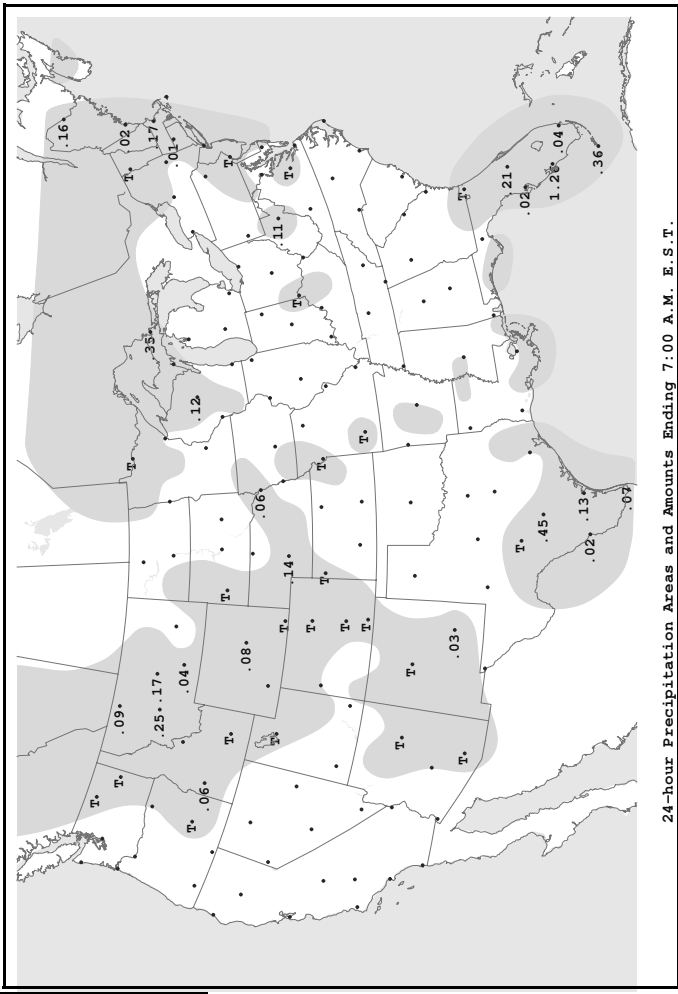 .16
T
T .09
T T .02
.35 .17
.25 .17
.01
.04
T .12
.06
T T T
.08
.06
T .11
T .14 T
T
T
T T
T
T T
T
T
.03
T T
.21
T .02
.45
1.26 .04
.13
.02
.36
.07
24-hour Precipitation Areas and Amounts Ending 7:00 A.M. E.S.T.